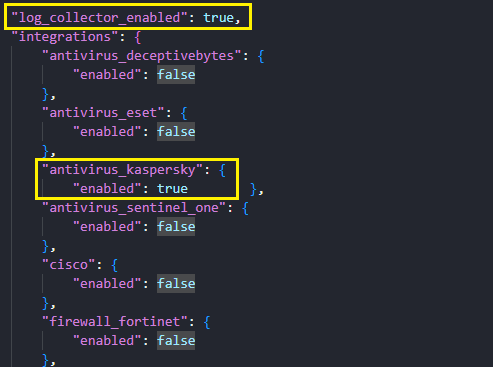 "log_collector_enabled": true,
"integrations": {
"antivirus_deceptivebytes": {
"enabled": false
},
"antivirus_eset": {
"enabled": false
},
"antivirus_kaspersky": {
"enabled": true },
"antivirus_sentinel_one": {
"enabled": false
},
"cisco": {
"enabled": false
},
"firewall_fortinet": {
"enabled": false
},